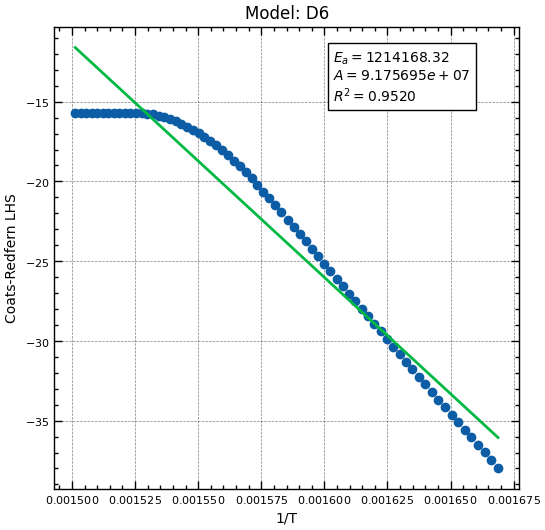 Model: D6
E_a = 1214168.32
A = 9.175695e + 07
R^2 = 0.9520
Coats-Redfern LHS
−15
−20
−25
−30
−35
0.001500 0.001525 0.001550 0.001575 0.001600 0.001625 0.001650 0.001675
1/T